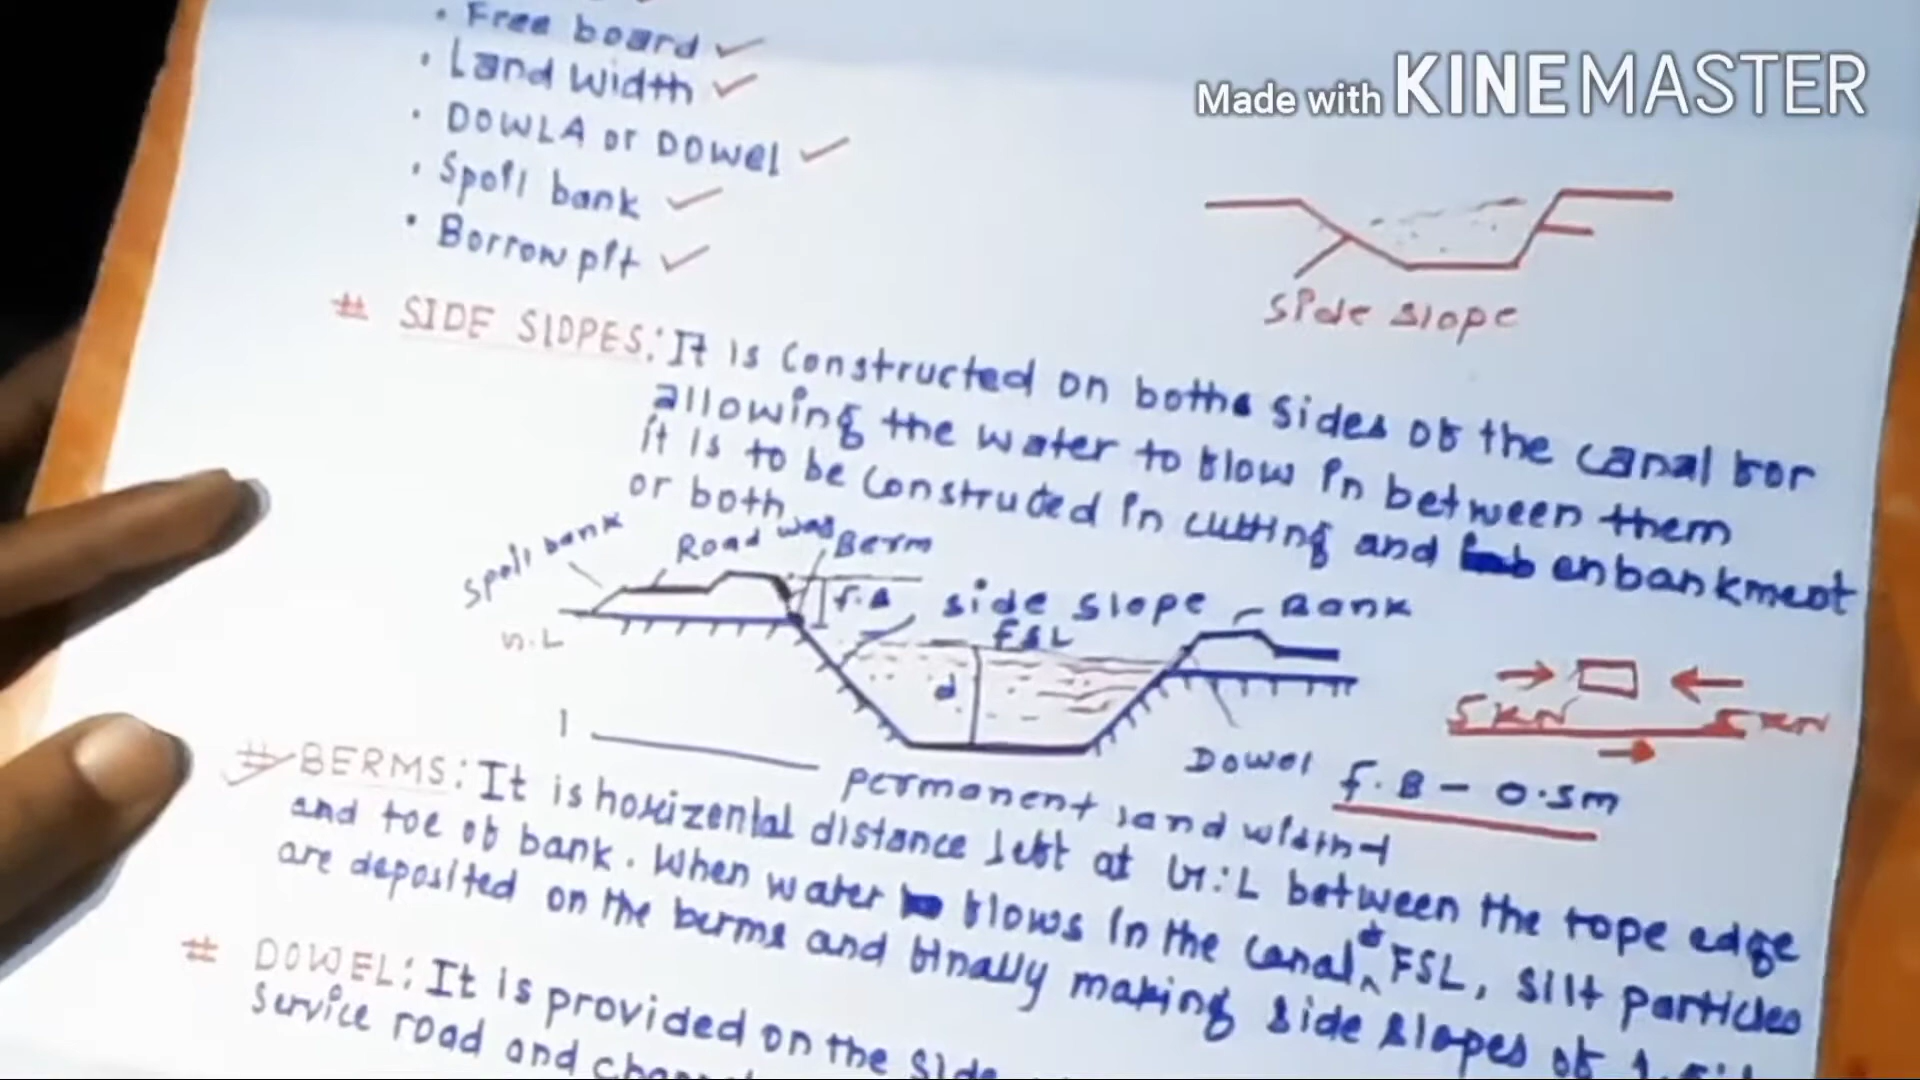 Free board
Made with KINEMASTER
Land Width
DOWLA or DOWEL
Spoil bank
Borrow pit
side slope
# SIDE SLOPES: It is constructed on both sides of the canal for
allowing the water to flow in between them
it is to be constructed in cutting and enbankment
or both
Spoil bank
Road way
Berm
F.B
side slope
Bank
FSL
n.L
d
5KN
5KN
Dowel
F.B - 0.5m
permanent land width
# BERMS: It is horizental distance left at G.L between the tope edge
and toe of bank. When water flows in the canal, FSL, silt particles
are deposited on the berms and finally making side slopes of
# DOWEL: It is provided on the side
Service road and